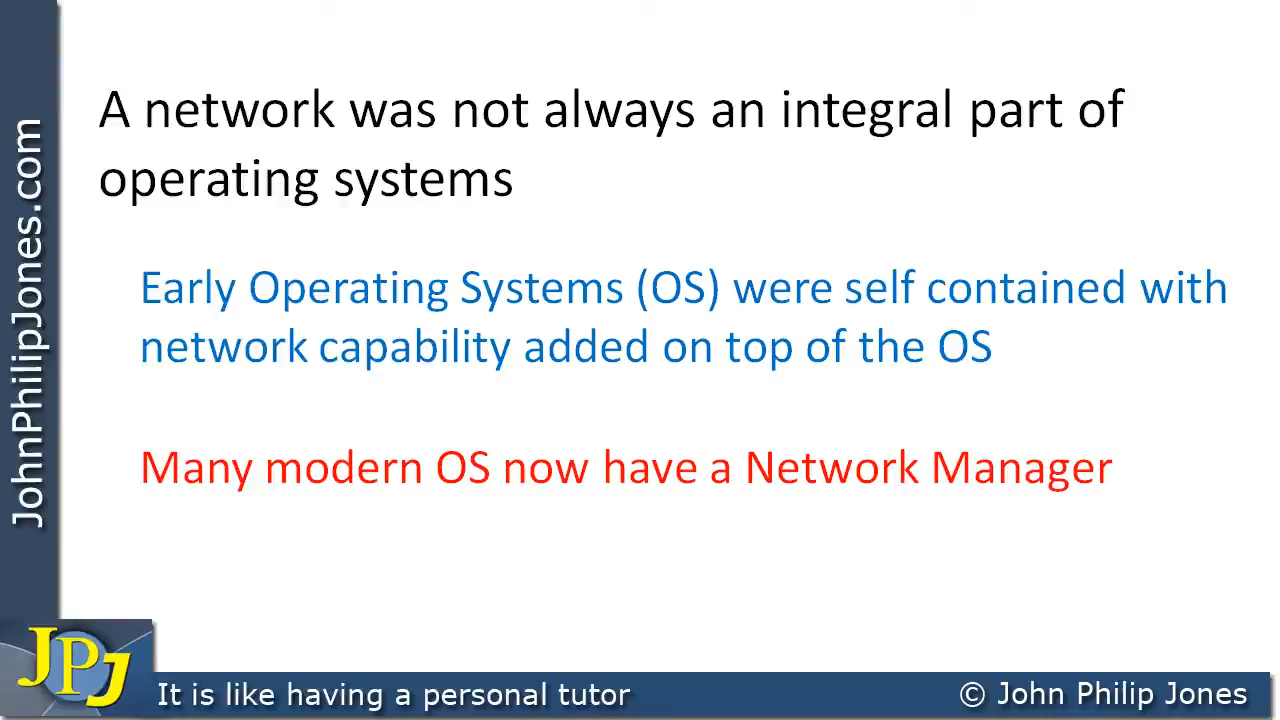 A network was not always an integral part of
operating systems
Early Operating Systems (OS) were self contained with
network capability added on top of the OS
Many modern OS now have a Network Manager
JohnPhilipJones.com
JPJ
It is like having a personal tutor
© John Philip Jones